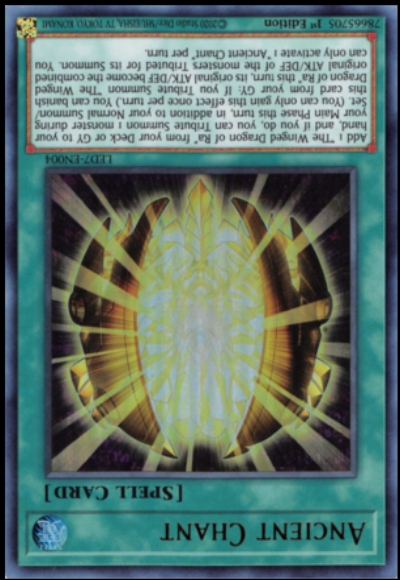 ANCIENT CHANT
[SPELL CARD]
LED7-EN004
Add 1 "The Winged Dragon of Ra" from your Deck or GY to your
hand, and if you do, you can Tribute Summon 1 monster during
your Main Phase this turn, in addition to your Normal Summon/
Set. (You can only gain this effect once per turn.) You can banish
this card from your GY: If you Tribute Summon "The Winged
Dragon of Ra" this turn, its original ATK/DEF become the combined
original ATK/DEF of the monsters Tributed for its Summon. You
can only activate 1 "Ancient Chant" per turn.
78665705 1st Edition
©2020 Studio Dice/SHUEISHA, TV TOKYO, KONAMI